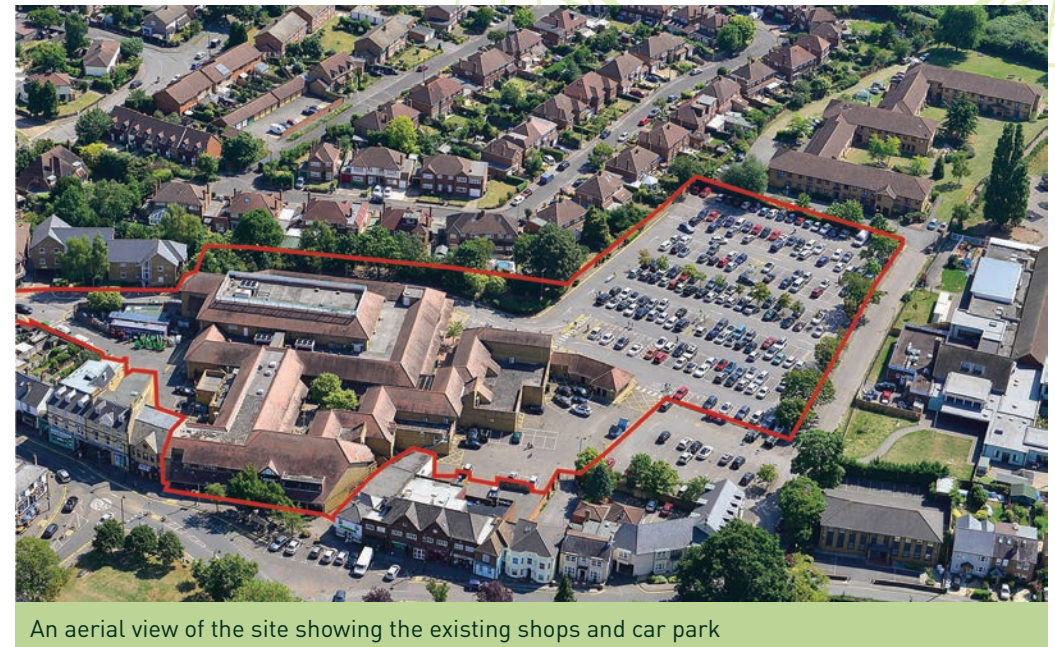 An aerial view of the site showing the existing shops and car park